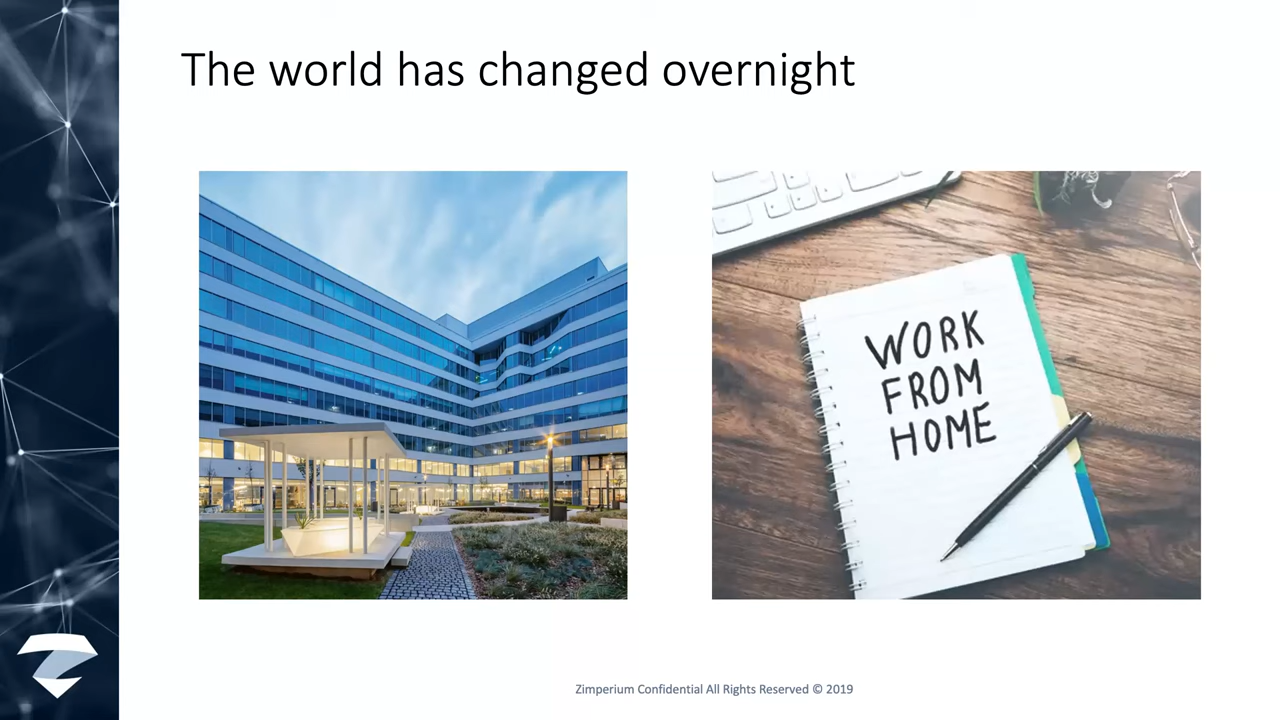 The world has changed overnight
WORK
FROM
HOME
Zimperium Confidential All Rights Reserved © 2019